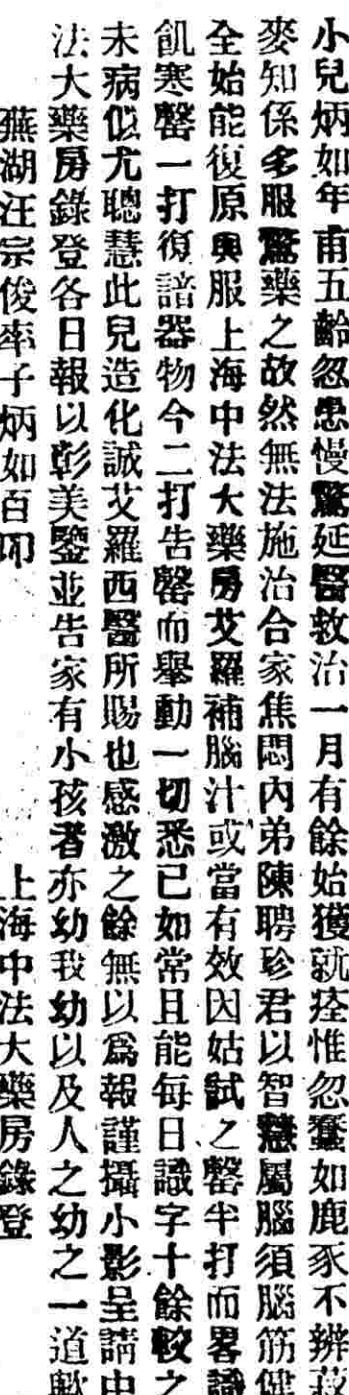 小兒炳如年甫五齡忽患慢驚延醫敎治一月有餘始獲就痊惟忽蠢如鹿豕不辨菽
麥知係多服驚藥之故然無法施治合家焦悶內弟陳聘珍君以智慧屬腦須腦筋健
全始能復原與服上海中法大藥房艾羅補腦汁或當有效因姑試之罄半打而畧識
飢寒罄一打復諳器物今二打告罄而舉動一切悉已如常且能每日識字十餘較之
未病似尤聰慧此兒造化誠艾羅西醫所賜也感激之餘無以爲報謹攝小影呈請中
法大藥房錄登各日報以彰美鑒並告家有小孩者亦幼我幼以及人之幼之一道歟
蕪湖汪宗俊率子炳如百叩
上海中法大藥房錄登